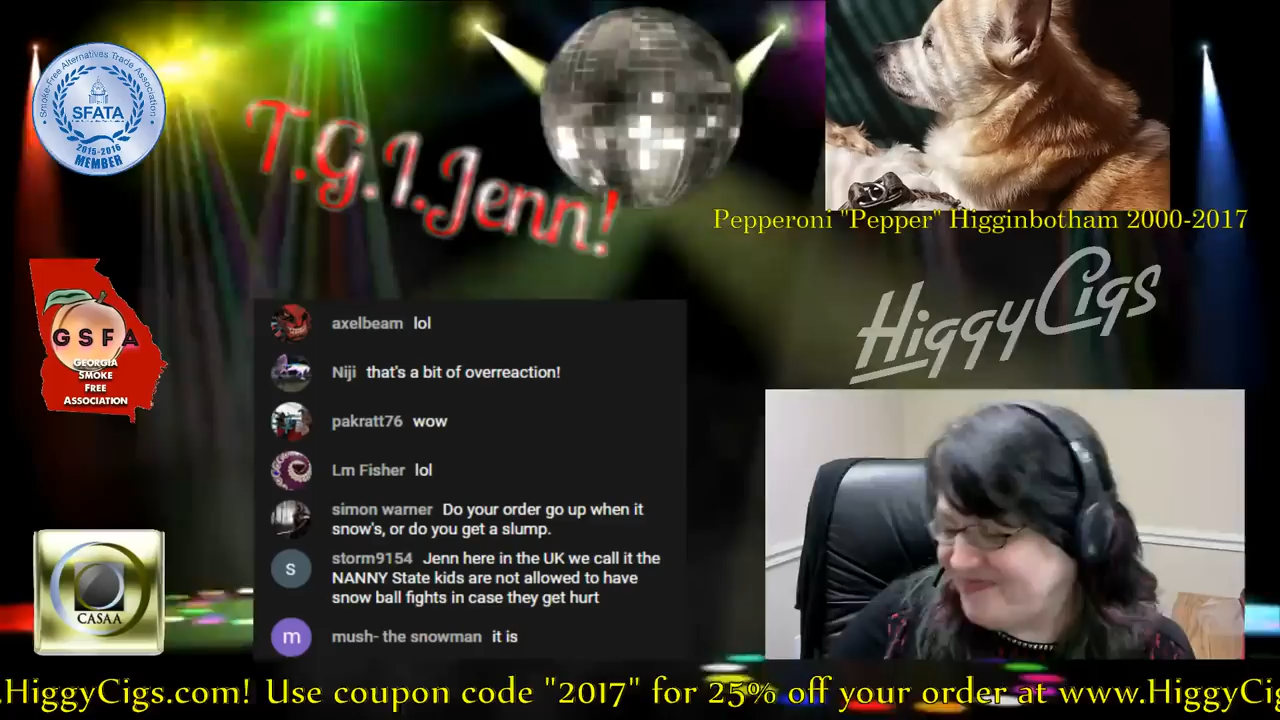 Smoke-Free Alternatives Trade Association
SFATA
2015-2016
MEMBER
T.G.I.Jenn!
Pepperoni "Pepper" Higginbotham 2000-2017
HiggyCigs
GSFA
GEORGIA
SMOKE
FREE
ASSOCIATION
axelbeam lol
Niji that's a bit of overreaction!
pakratt76 wow
Lm Fisher lol
simon warner Do your order go up when it
snow's, or do you get a slump.
S
storm9154 Jenn here in the UK we call it the
NANNY State kids are not allowed to have
snow ball fights in case they get hurt
m
mush- the snowman it is
CASAA
.HiggyCigs.com! Use coupon code "2017" for 25% off your order at www.HiggyCigs